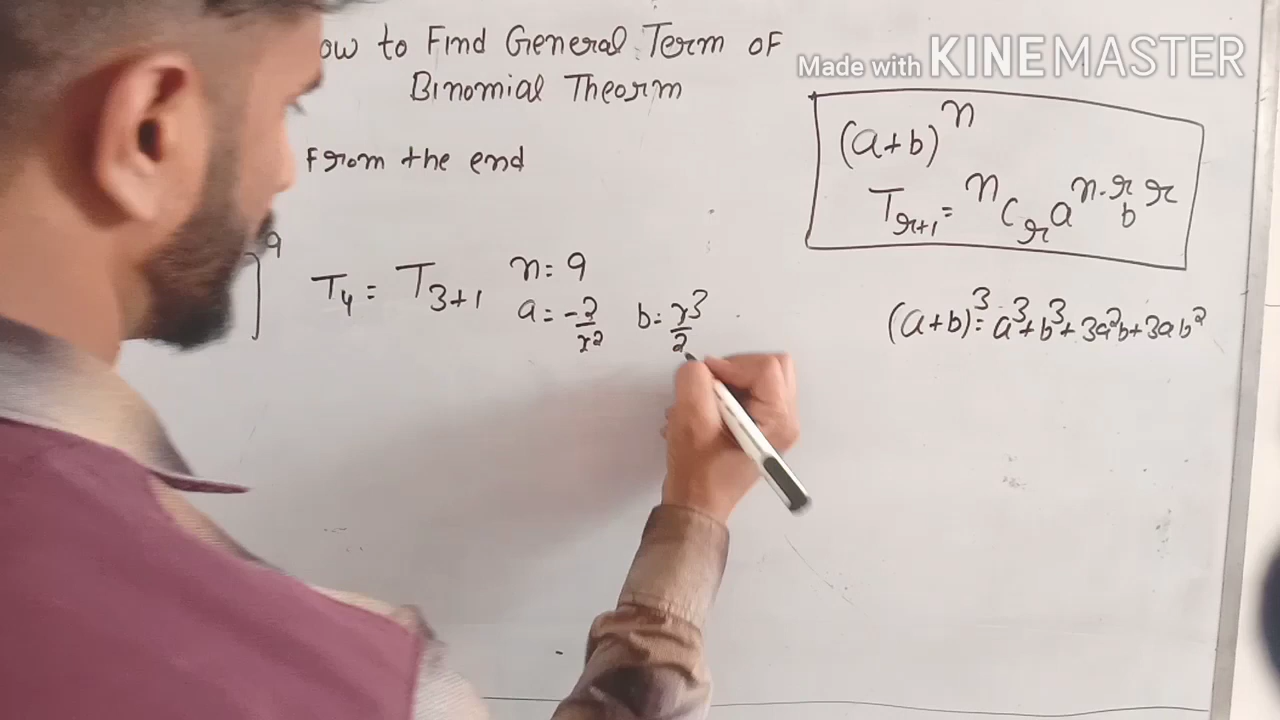 ow to Find General Term of
Binomial Theorm
Made with KINEMASTER
From the end
(a+b)^n
T_{r+1} = ^nC_r a^{n-r} b^r
]^9 T_4 = T_{3+1} n = 9
a = -2/x^2 b = x^3/2
(a+b)^3 = a^3+b^3+3a^2b+3ab^2